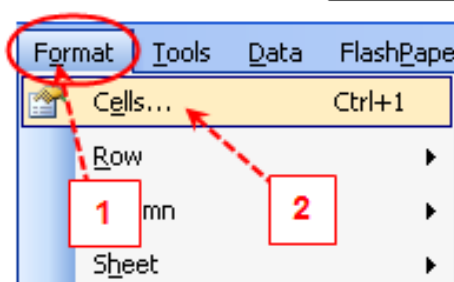 Format Tools Data FlashPape
Cells... Ctrl+1
Row
1 mn 2
Sheet